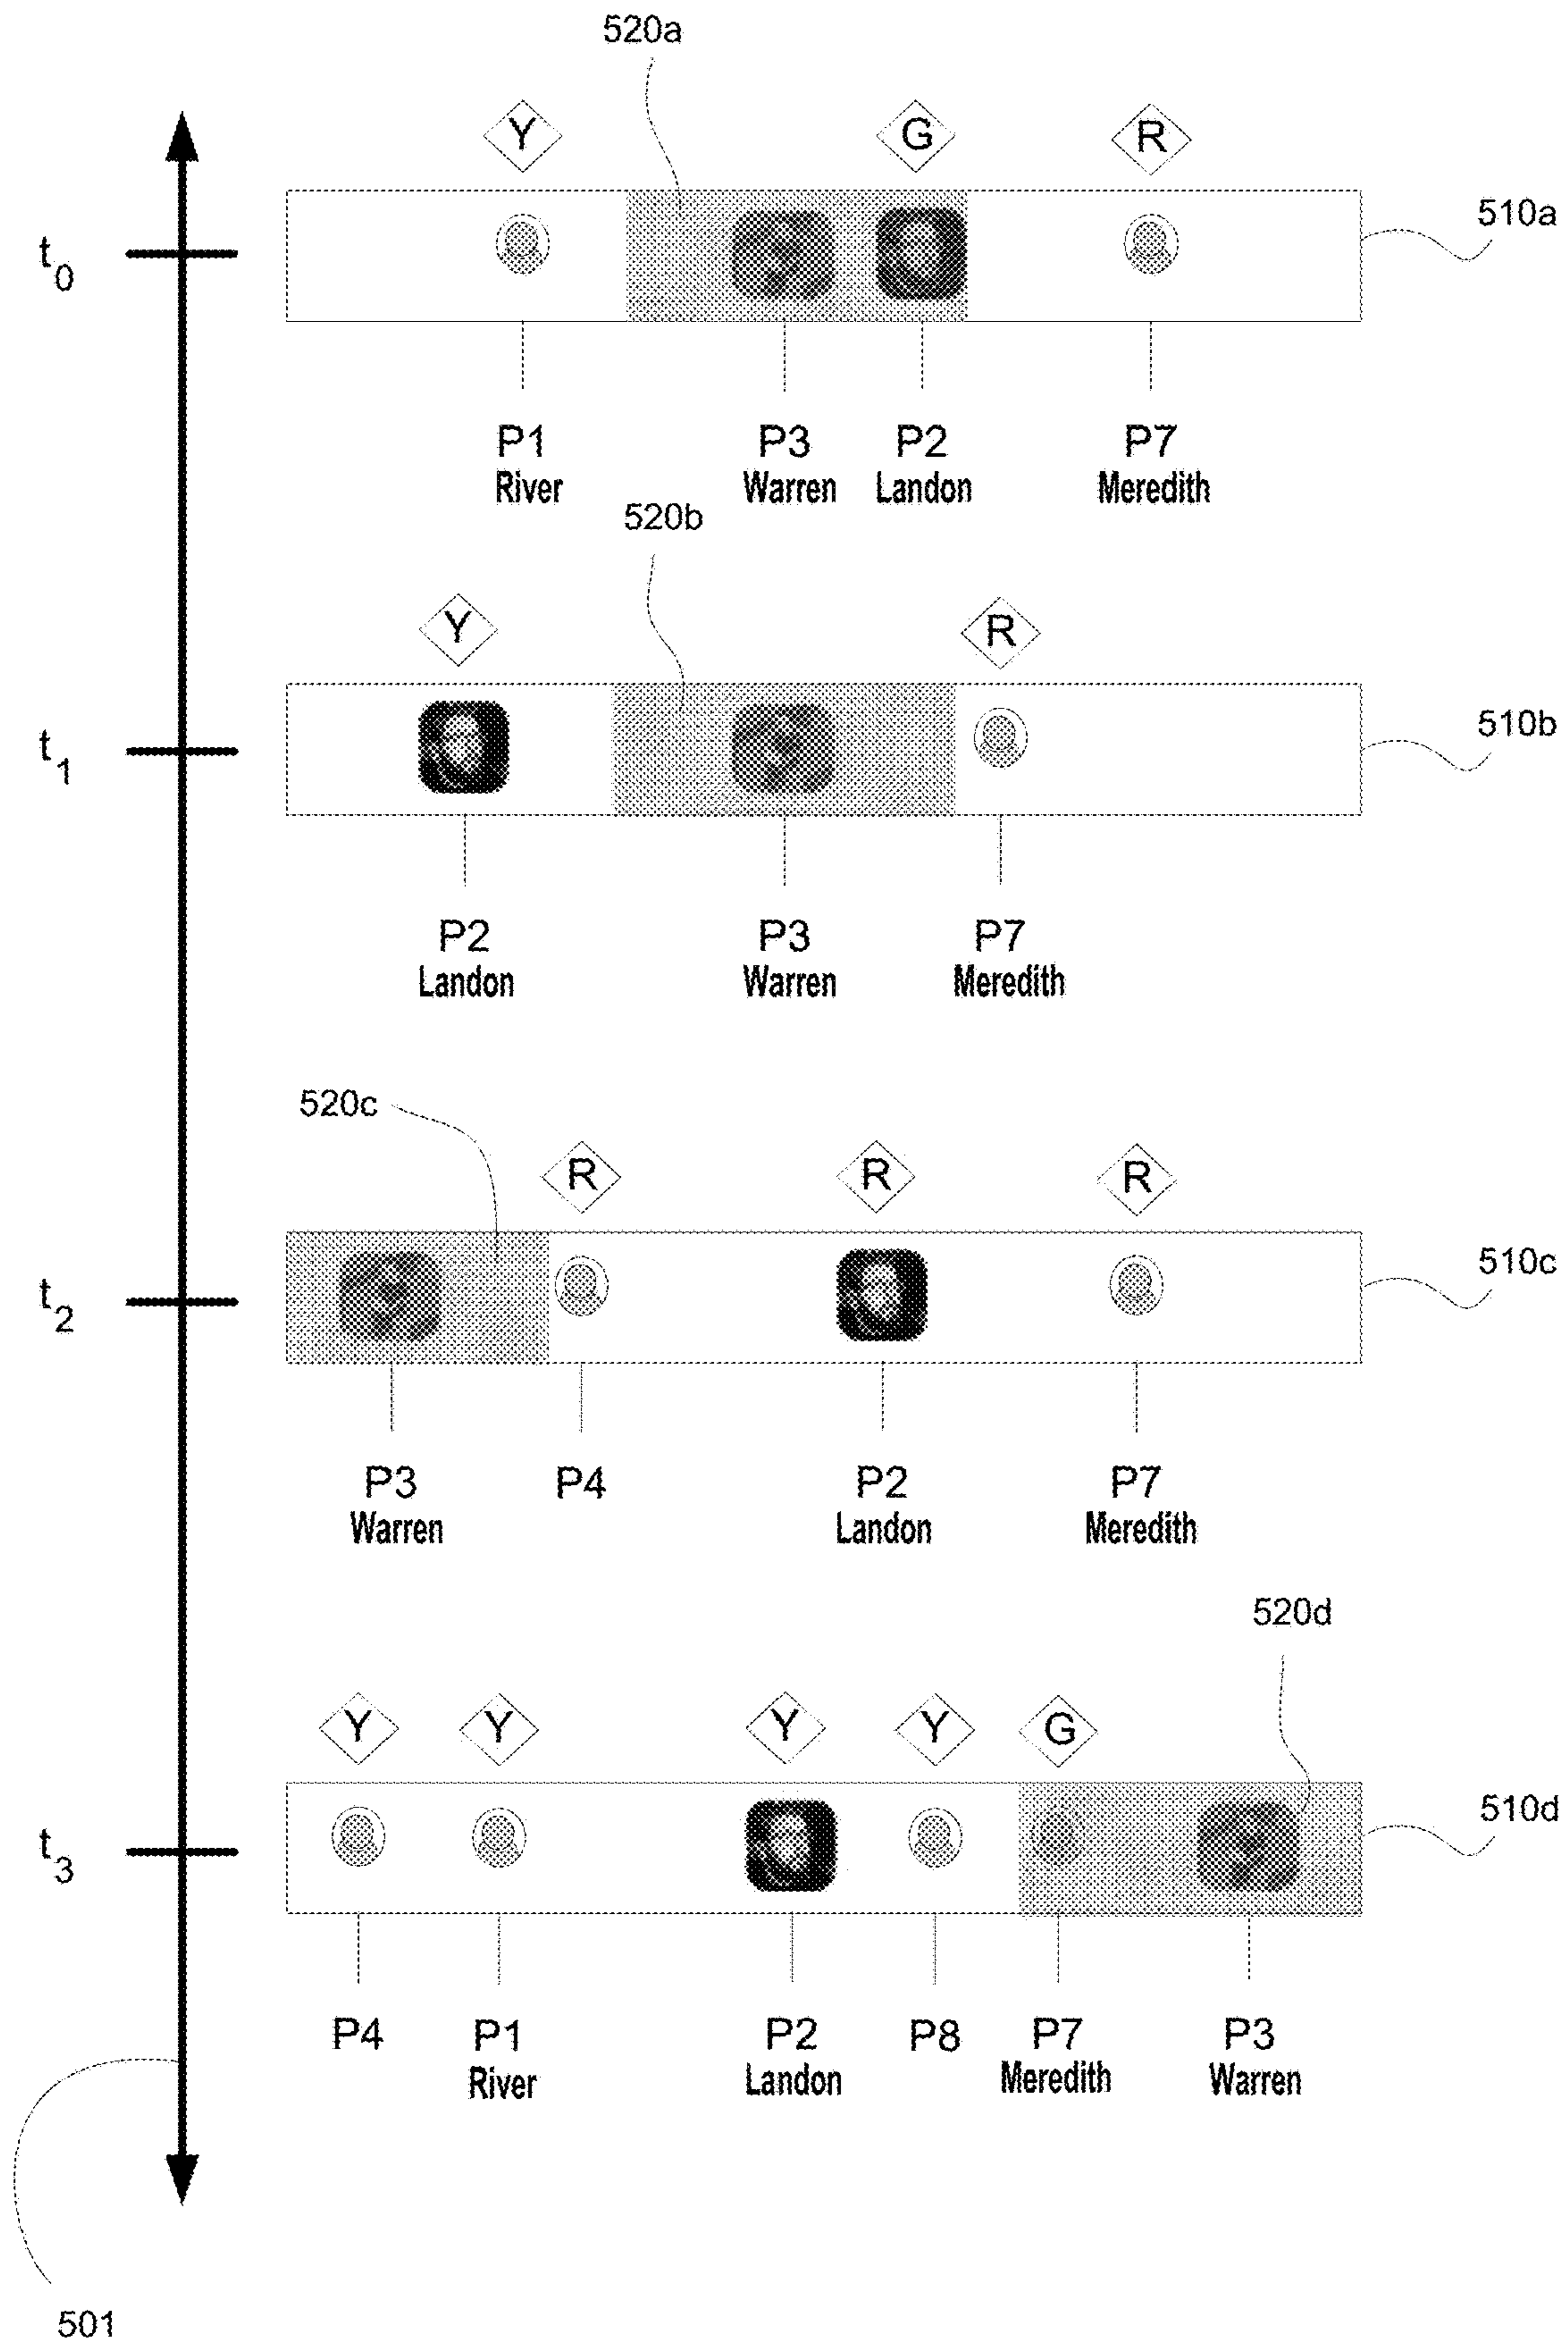 520a
Y G R
510a
t0
P1 P3 P2 P7
River Warren Landon Meredith
520b
Y R
510b
t1
P2 P3 P7
Landon Warren Meredith
520c
R R R
510c
t2
P3 P4 P2 P7
Warren Landon Meredith
520d
Y Y Y Y G
510d
t3
P4 P1 P2 P8 P7 P3
River Landon Meredith Warren
501